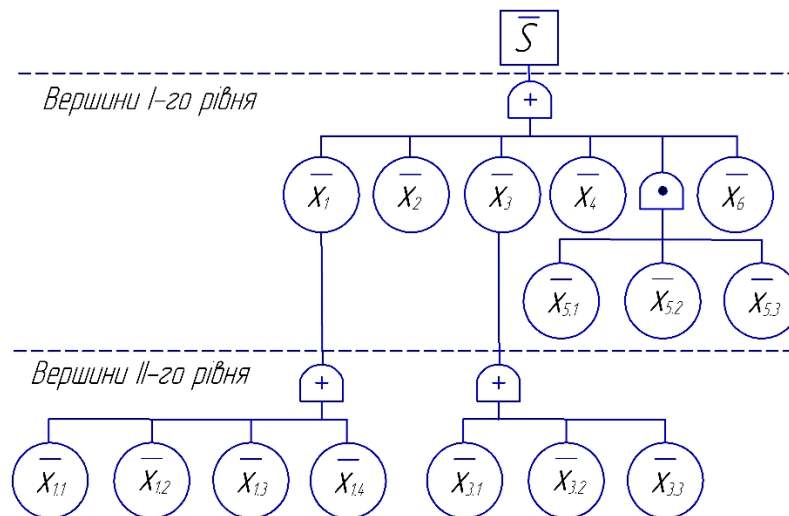 S̅
Вершини I-го рівня
+
X̅₁ X̅₂ X̅₃ X̅₄ X̅₆
X̅₅.₁ X̅₅.₂ X̅₅.₃
Вершини II-го рівня
+ +
X̅₁.₁ X̅₁.₂ X̅₁.₃ X̅₁.₄ X̅₃.₁ X̅₃.₂ X̅₃.₃